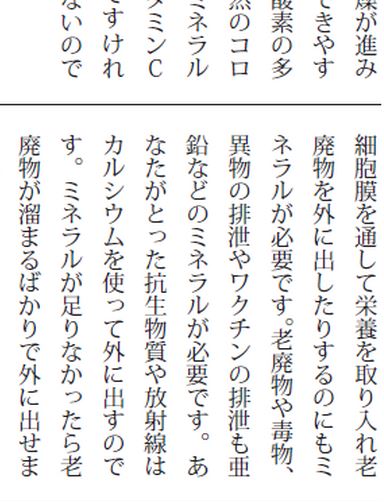 燥が進み
できやす
酸素の多
然のコロ
ミネラル
タミンC
ですけれ
ないので
細胞膜を通して栄養を取り入れ老
廃物を外に出したりするのにもミ
ネラルが必要です。老廃物や毒物、
異物の排泄やワクチンの排泄も亜
鉛などのミネラルが必要です。あ
なたがとった抗生物質や放射線は
カルシウムを使って外に出すので
す。ミネラルが足りなかったら老
廃物が溜まるばかりで外に出せま